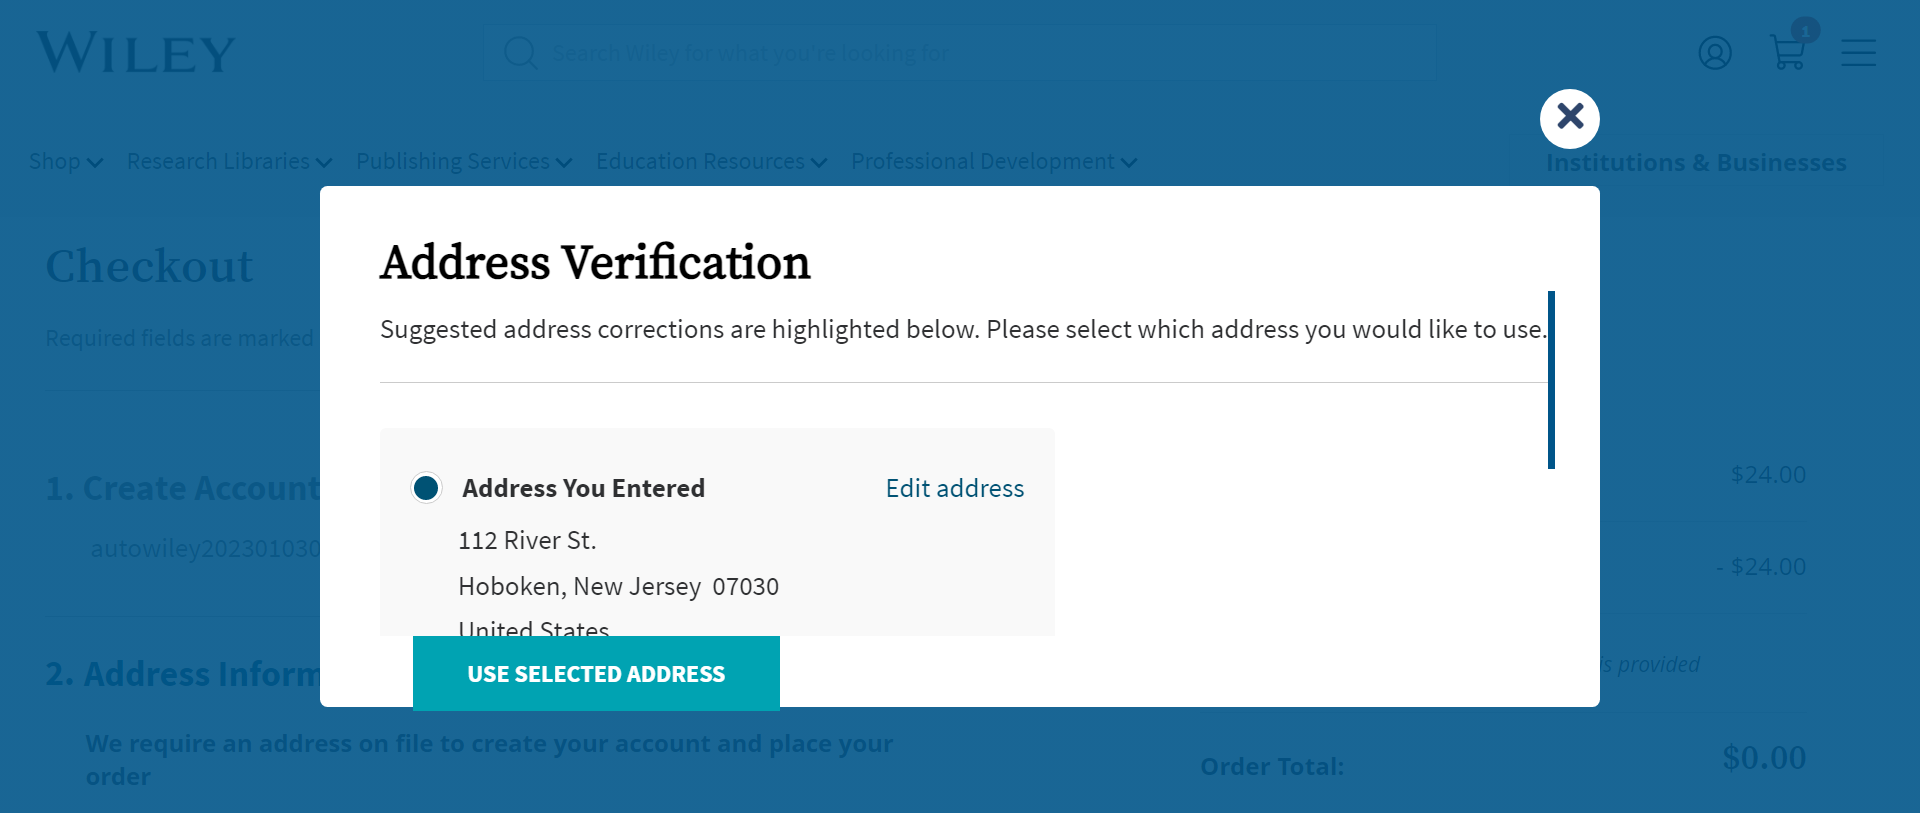 WILEY
Search Wiley for what you're looking for
1
Shop Research Libraries Publishing Services Education Resources Professional Development
Institutions & Businesses
Checkout
Required fields are marked
Address Verification
Suggested address corrections are highlighted below. Please select which address you would like to use.
1. Create Account
autowiley202301030
$24.00
- $24.00
Address You Entered
Edit address
112 River St.
Hoboken, New Jersey 07030
United States
USE SELECTED ADDRESS
2. Address Inform
is provided
We require an address on file to create your account and place your
order
Order Total:
$0.00